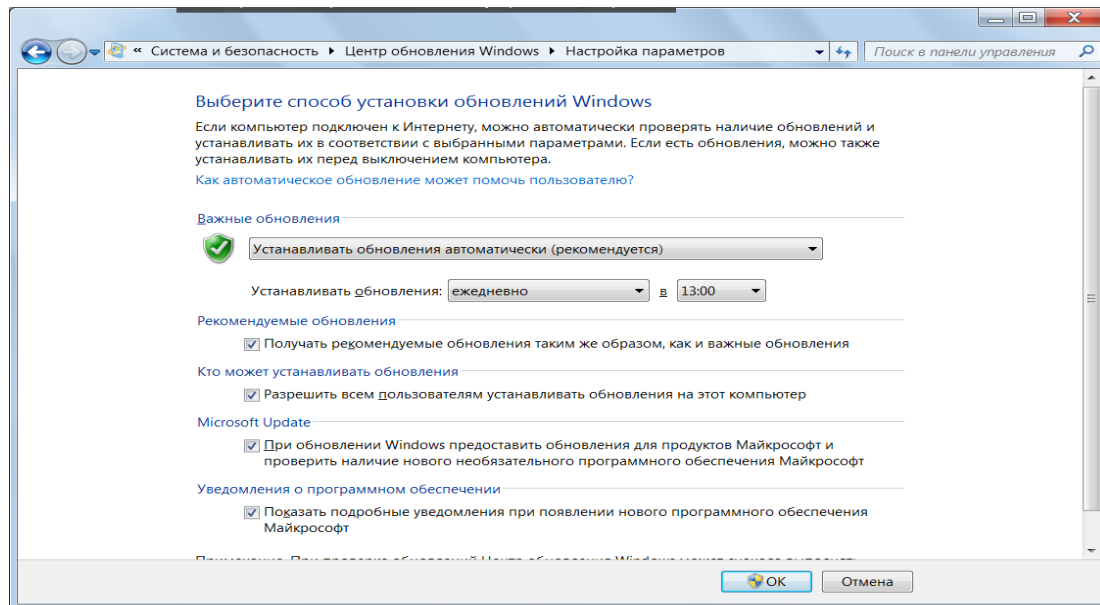 « Система и безопасность ▸ Центр обновления Windows ▸ Настройка параметров
Поиск в панели управления
Выберите способ установки обновлений Windows
Если компьютер подключен к Интернету, можно автоматически проверять наличие обновлений и
устанавливать их в соответствии с выбранными параметрами. Если есть обновления, можно также
устанавливать их перед выключением компьютера.
Как автоматическое обновление может помочь пользователю?
Важные обновления
Устанавливать обновления автоматически (рекомендуется)
Устанавливать обновления: ежедневно в 13:00
Рекомендуемые обновления
Получать рекомендуемые обновления таким же образом, как и важные обновления
Кто может устанавливать обновления
Разрешить всем пользователям устанавливать обновления на этот компьютер
Microsoft Update
При обновлении Windows предоставить обновления для продуктов Майкрософт и
проверить наличие нового необязательного программного обеспечения Майкрософт
Уведомления о программном обеспечении
Показать подробные уведомления при появлении нового программного обеспечения
Майкрософт
OK Отмена